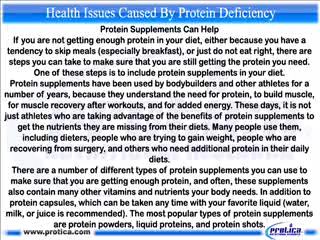 Health Issues Caused By Protein Deficiency
Protein Supplements Can Help
If you are not getting enough protein in your diet, either because you have a
tendency to skip meals (especially breakfast), or just do not eat right, there are
steps you can take to make sure that you are still getting the protein you need.
One of these steps is to include protein supplements in your diet.
Protein supplements have been used by bodybuilders and other athletes for a
number of years, because they understand the need for protein, to build muscle,
for muscle recovery after workouts, and for added energy. These days, it is not
just athletes who are taking advantage of the benefits of protein supplements to
get the nutrients they are missing from their diets. Many people use them,
including dieters, people who are trying to gain weight, people who are
recovering from surgery, and others who need additional protein in their daily
diets.
There are a number of different types of protein supplements you can use to
make sure that you are getting enough protein, and often, these supplements
also contain many other vitamins and nutrients your body needs. In addition to
protein capsules, which can be taken any time with your favorite liquid (water,
milk, or juice is recommended). The most popular types of protein supplements
are protein powders, liquid proteins, and protein shots.
www.protica.com
protica